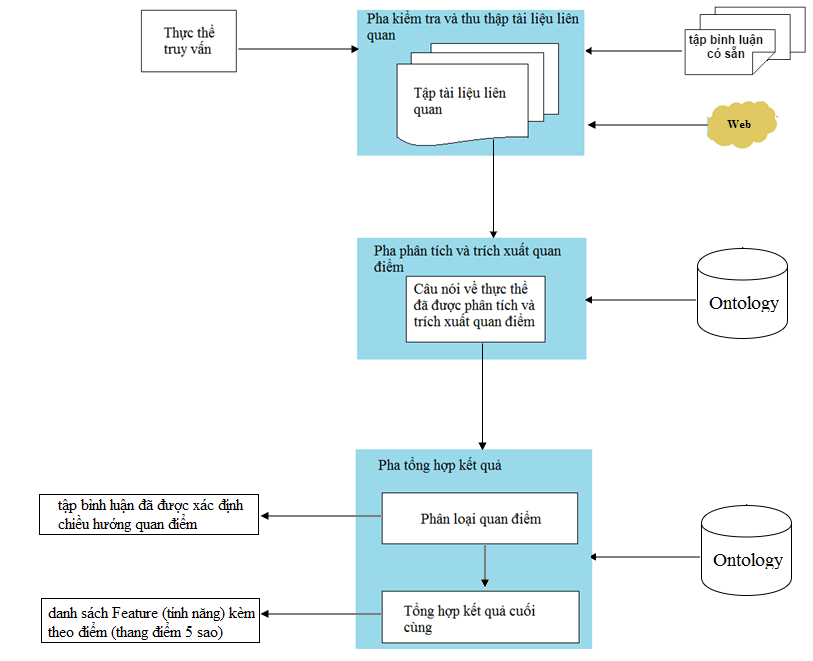 Thực thể
truy vấn
Pha kiểm tra và thu thập tài liệu liên
quan
Tập tài liệu liên
quan
tập bình luận
có sẵn
Web
Pha phân tích và trích xuất quan
điểm
Câu nói về thực thể
đã được phân tích và
trích xuất quan điểm
Ontology
Pha tổng hợp kết quả
Phân loại quan điểm
tập bình luận đã được xác định
chiều hướng quan điểm
Ontology
Tổng hợp kết quả cuối
cùng
danh sách Feature (tính năng) kèm
theo điểm (thang điểm 5 sao)